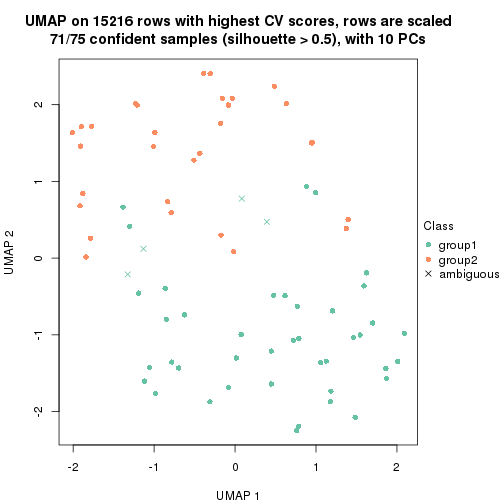 UMAP on 15216 rows with highest CV scores, rows are scaled
71/75 confident samples (silhouette > 0.5), with 10 PCs
2
1
0
-1
-2
UMAP 2
-2
-1
0
1
2
UMAP 1
Class
group1
group2
ambiguous